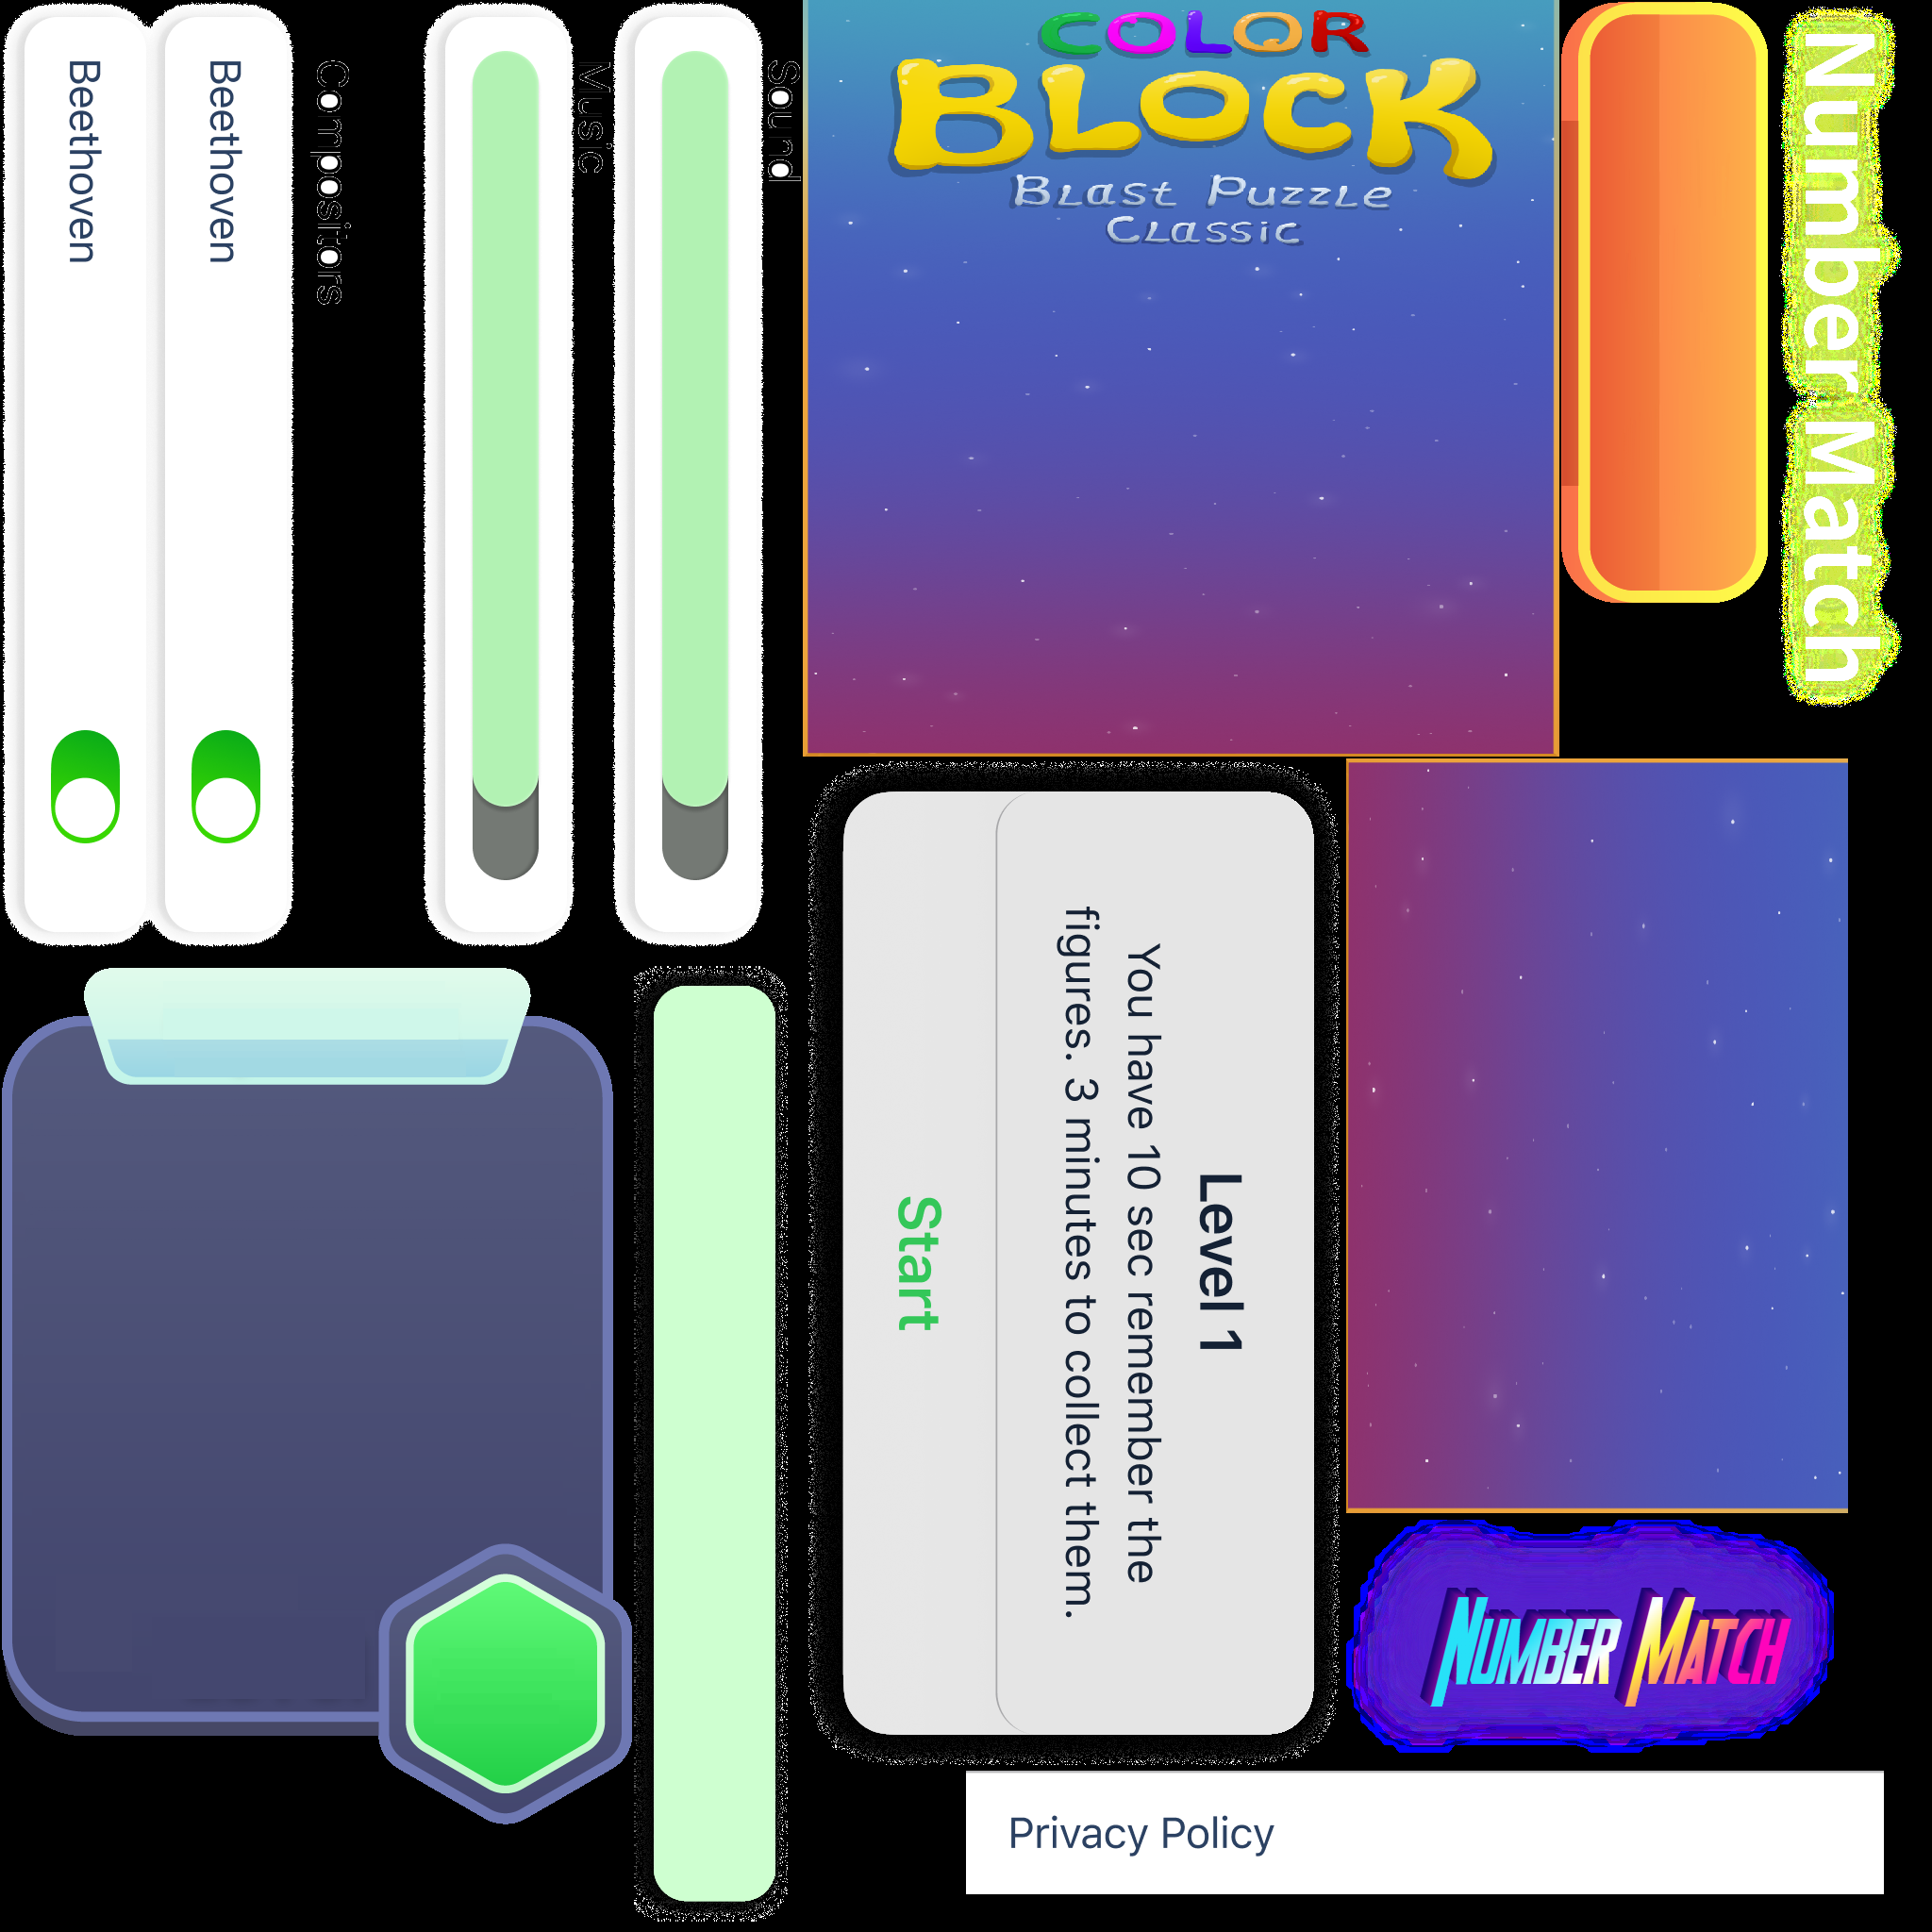 Beethoven
Beethoven
Compositors
Music
Sound
COLOR
BLOCK
Blast Puzzle
Classic
Number Match
Level 1
You have 10 sec remember the
figures. 3 minutes to collect them.
Start
NUMBER MATCH
Privacy Policy